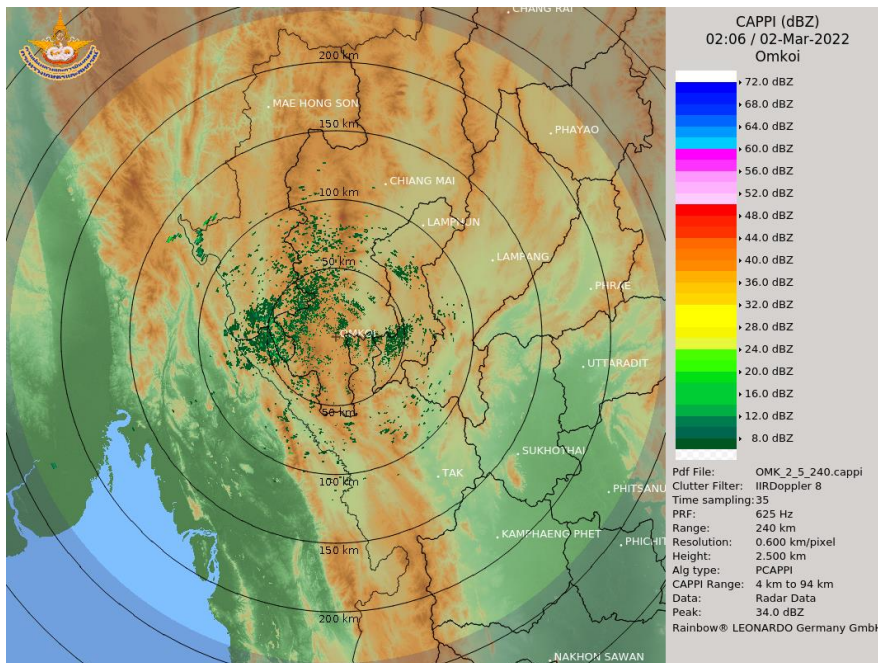 CHANG RAI
200 km
MAE HONG SON
150 km
PHAYAO
CHIANG MAI
100 km
LAMPHUN
LAMPANG
50 km
PHRAE
OMKOI
UTTARADIT
50 km
SUKHOTHAI
TAK
100 km
PHITSANU
KAMPHAENG PHET
PHICHIT
150 km
200 km
NAKHON SAWAN
CAPPI (dBZ)
02:06 / 02-Mar-2022
Omkoi
72.0 dBZ
68.0 dBZ
64.0 dBZ
60.0 dBZ
56.0 dBZ
52.0 dBZ
48.0 dBZ
44.0 dBZ
40.0 dBZ
36.0 dBZ
32.0 dBZ
28.0 dBZ
24.0 dBZ
20.0 dBZ
16.0 dBZ
12.0 dBZ
8.0 dBZ
Pdf File: OMK_2_5_240.cappi
Clutter Filter: IIRDoppler 8
Time sampling: 35
PRF: 625 Hz
Range: 240 km
Resolution: 0.600 km/pixel
Height: 2.500 km
Alg type: PCAPPI
CAPPI Range: 4 km to 94 km
Data: Radar Data
Peak: 34.0 dBZ
Rainbow® LEONARDO Germany GmbH